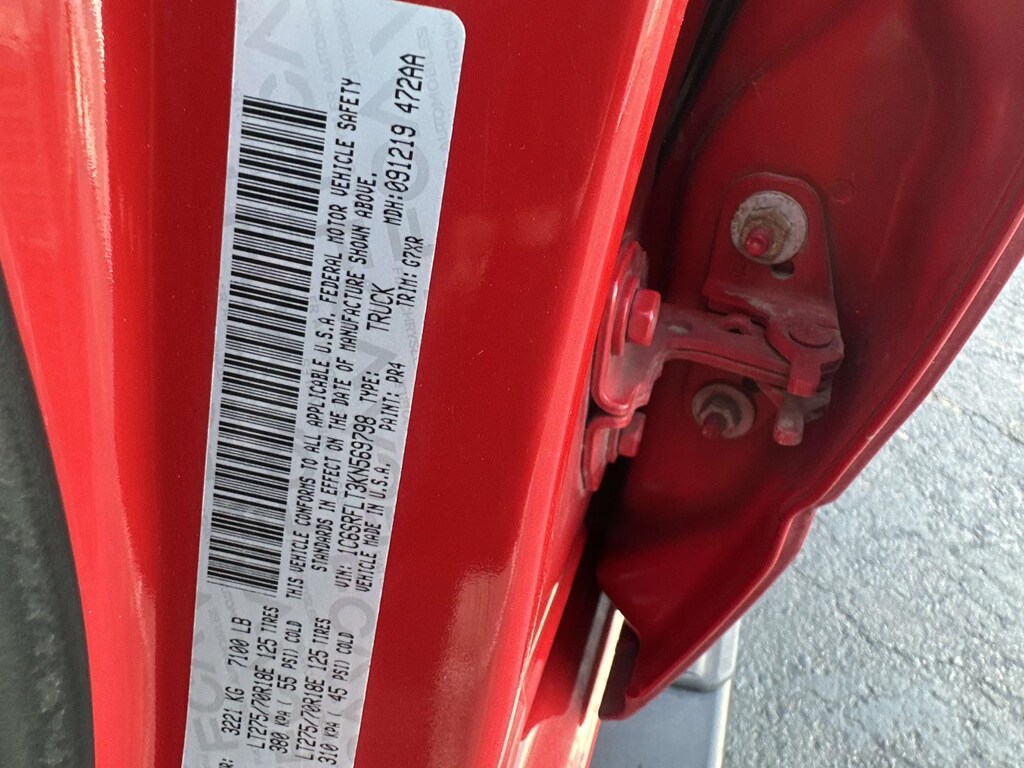 R: 3221 KG 7100 LB
LT275/70R18E 125 TIRES
380 KPA ( 55 PSI) COLD
LT275/70R18E 125 TIRES
310 KPA ( 45 PSI) COLD
THIS VEHICLE CONFORMS TO ALL APPLICABLE U.S.A. FEDERAL MOTOR VEHICLE SAFETY
STANDARDS IN EFFECT ON THE DATE OF MANUFACTURE SHOWN ABOVE.
VIN: 1C6SRFLT3KN569798 TYPE: TRUCK MDH:091219 472AA
VEHICLE MADE IN U.S.A. PAINT: PR4 TRIM: G7XR